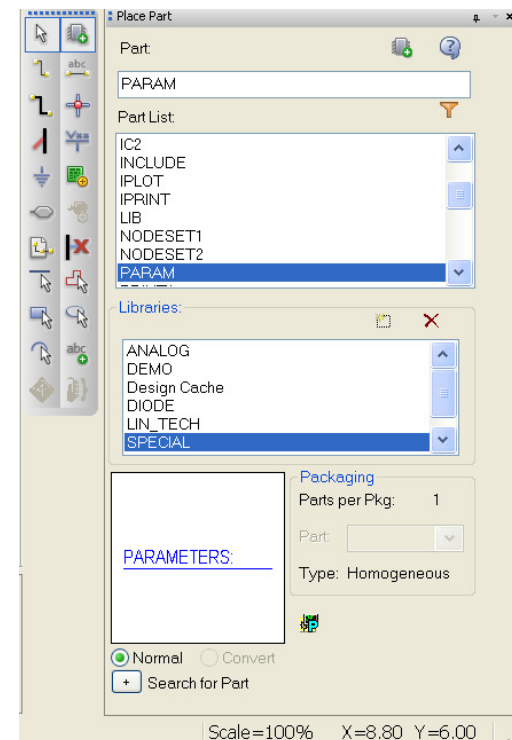 Place Part
Part:
abc
PARAM
Part List:
IC2
INCLUDE
IPLOT
IPRINT
LIB
NODESET1
NODESET2
PARAM
Libraries:
ANALOG
DEMO
Design Cache
DIODE
LIN_TECH
SPECIAL
abc
Packaging
Parts per Pkg: 1
Part:
Type: Homogeneous
PARAMETERS:
Normal Convert
+ Search for Part
Scale=100% X=8.80 Y=6.00